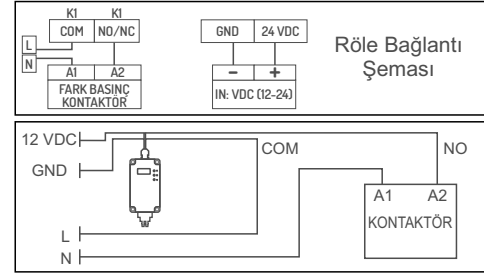 K1 K1
COM NO/NC
L
N
A1 A2
FARK BASINÇ
KONTAKTÖR
GND 24 VDC
− +
IN: VDC (12-24)
Röle Bağlantı
Şeması
12 VDC
COM
NO
GND
A1 A2
KONTAKTÖR
L
N